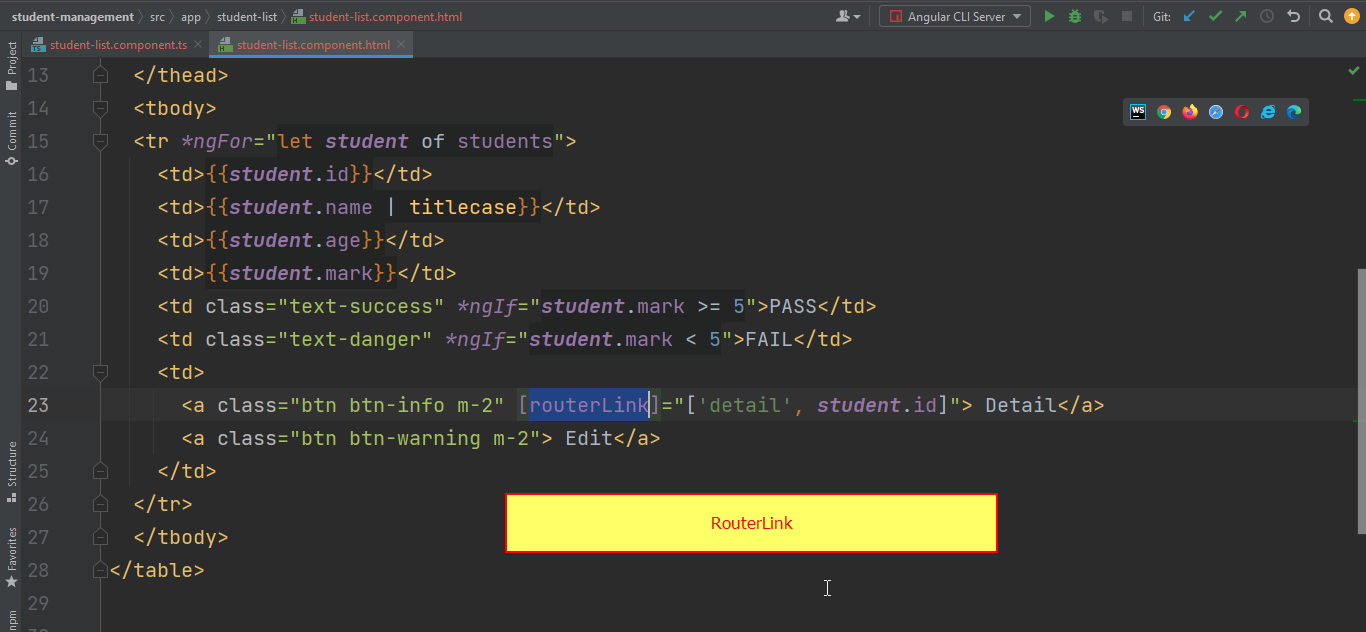 student-management src app student-list student-list.component.html Angular CLI Server Git:
student-list.component.ts student-list.component.html
Project
Commit
Structure
Favorites
npm
WS
13 </thead>
14 <tbody>
15 <tr *ngFor="let student of students">
16 <td>{{student.id}}</td>
17 <td>{{student.name | titlecase}}</td>
18 <td>{{student.age}}</td>
19 <td>{{student.mark}}</td>
20 <td class="text-success" *ngIf="student.mark >= 5">PASS</td>
21 <td class="text-danger" *ngIf="student.mark < 5">FAIL</td>
22 <td>
23 <a class="btn btn-info m-2" [routerLink]="['detail', student.id]"> Detail</a>
24 <a class="btn btn-warning m-2"> Edit</a>
25 </td>
26 </tr>
27 </tbody>
28 </table>
29
RouterLink